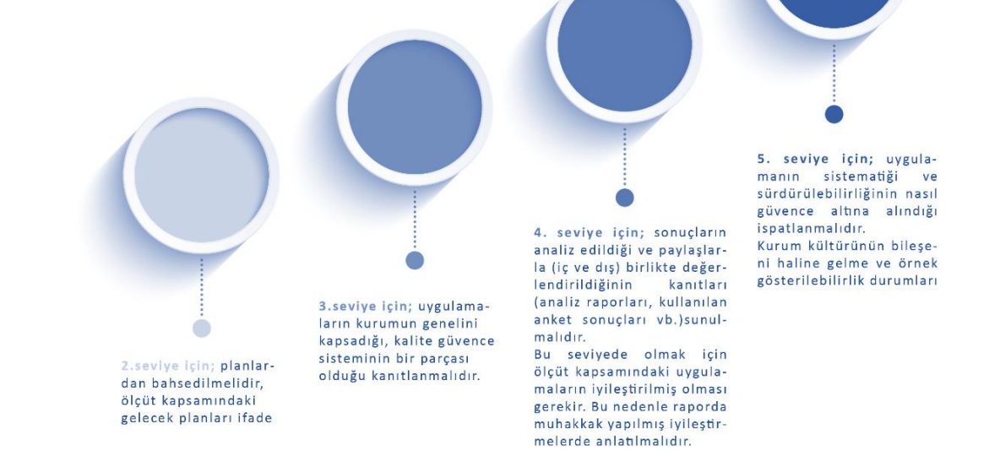 2.seviye için; planlar-
dan bahsedilmelidir,
ölçüt kapsamındaki
gelecek planları ifade
3.seviye için; uygulama-
ların kurumun genelini
kapsadığı, kalite güvence
sisteminin bir parçası
olduğu kanıtlanmalıdır.
4. seviye için; sonuçların
analiz edildiği ve paylaşlar-
la (iç ve dış) birlikte değer-
lendirildiğinin kanıtları
(analiz raporları, kullanılan
anket sonuçları vb.)sunul-
malıdır.
Bu seviyede olmak için
ölçüt kapsamındaki uygula-
maların iyileştirilmiş olması
gerekir. Bu nedenle raporda
muhakkak yapılmış iyileştir-
melerde anlatılmalıdır.
5. seviye için; uygula-
manın sistematiği ve
sürdürülebilirliğinin nasıl
güvence altına alındığı
ispatlanmalıdır.
Kurum kültürünün bileşe-
ni haline gelme ve örnek
gösterilebilirlik durumları